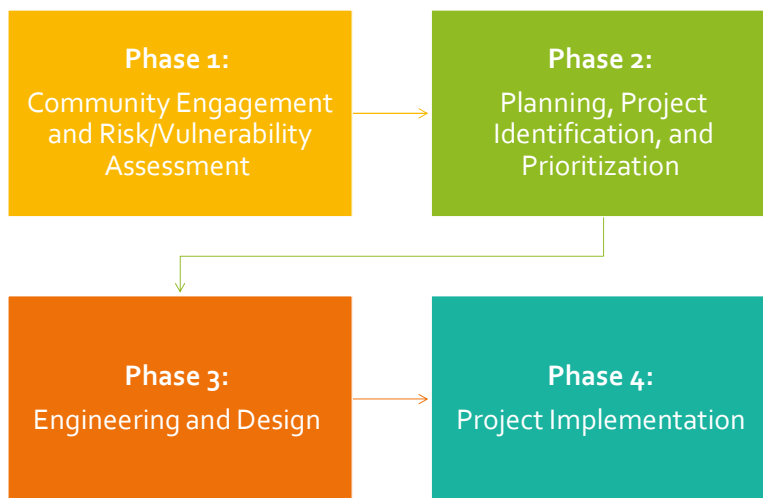 Phase 1:
Community Engagement
and Risk/Vulnerability
Assessment
Phase 2:
Planning, Project
Identification, and
Prioritization
Phase 3:
Engineering and Design
Phase 4:
Project Implementation